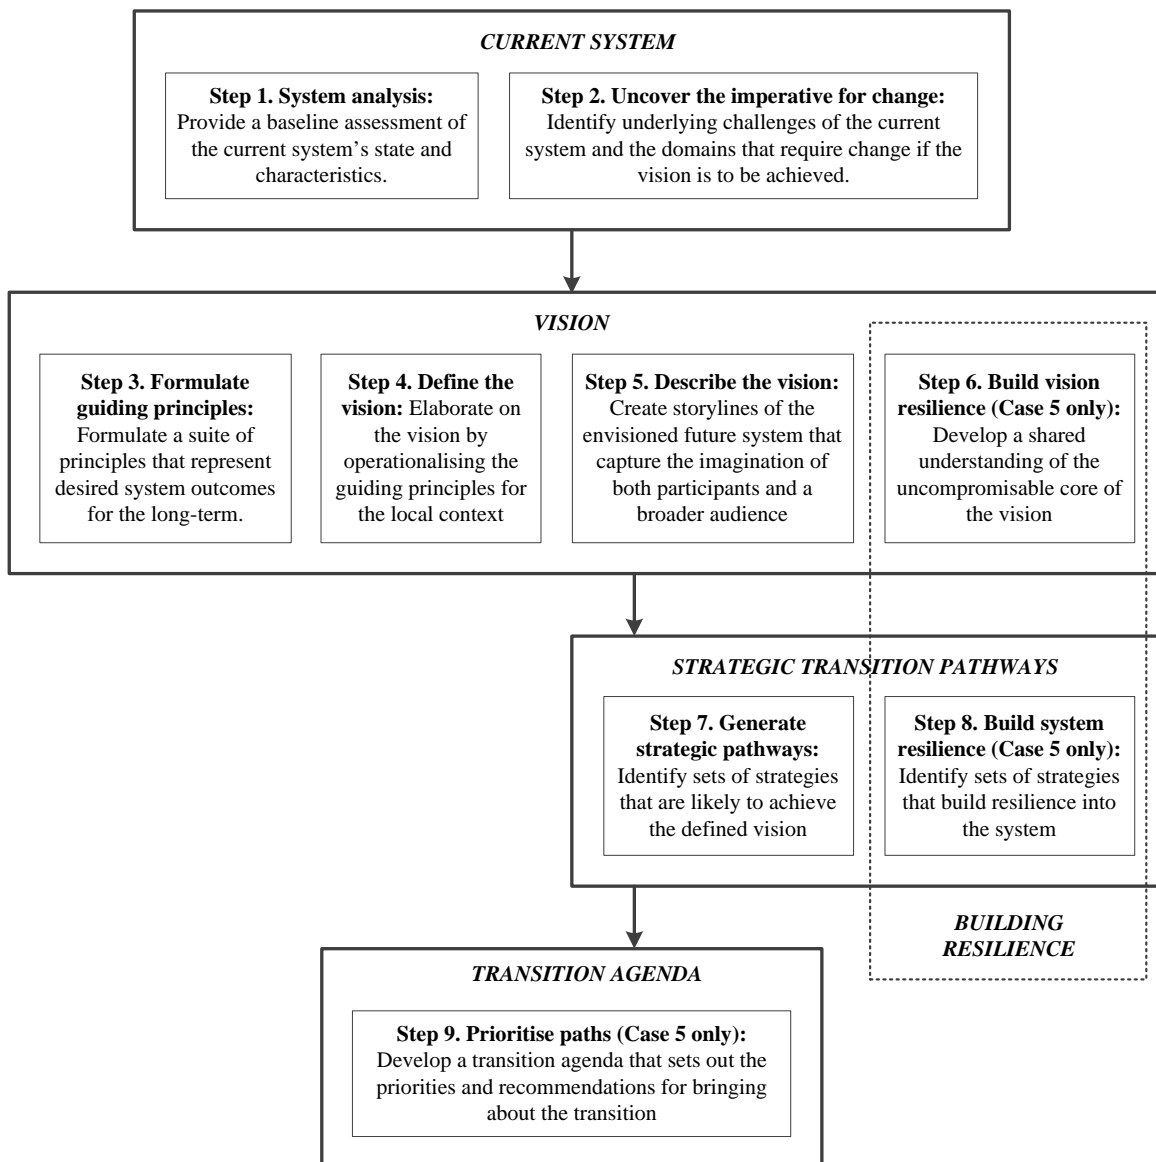 CURRENT SYSTEM
Step 1. System analysis:
Provide a baseline assessment of
the current system’s state and
characteristics.
Step 2. Uncover the imperative for change:
Identify underlying challenges of the current
system and the domains that require change if the
vision is to be achieved.
VISION
Step 3. Formulate
guiding principles:
Formulate a suite of
principles that represent
desired system outcomes
for the long-term.
Step 4. Define the
vision: Elaborate on
the vision by
operationalising the
guiding principles for
the local context
Step 5. Describe the vision:
Create storylines of the
envisioned future system that
capture the imagination of
both participants and a
broader audience
Step 6. Build vision
resilience (Case 5 only):
Develop a shared
understanding of the
uncompromisable core of
the vision
STRATEGIC TRANSITION PATHWAYS
Step 7. Generate
strategic pathways:
Identify sets of strategies
that are likely to achieve
the defined vision
Step 8. Build system
resilience (Case 5 only):
Identify sets of strategies
that build resilience into
the system
BUILDING
RESILIENCE
TRANSITION AGENDA
Step 9. Prioritise paths (Case 5 only):
Develop a transition agenda that sets out the
priorities and recommendations for bringing
about the transition